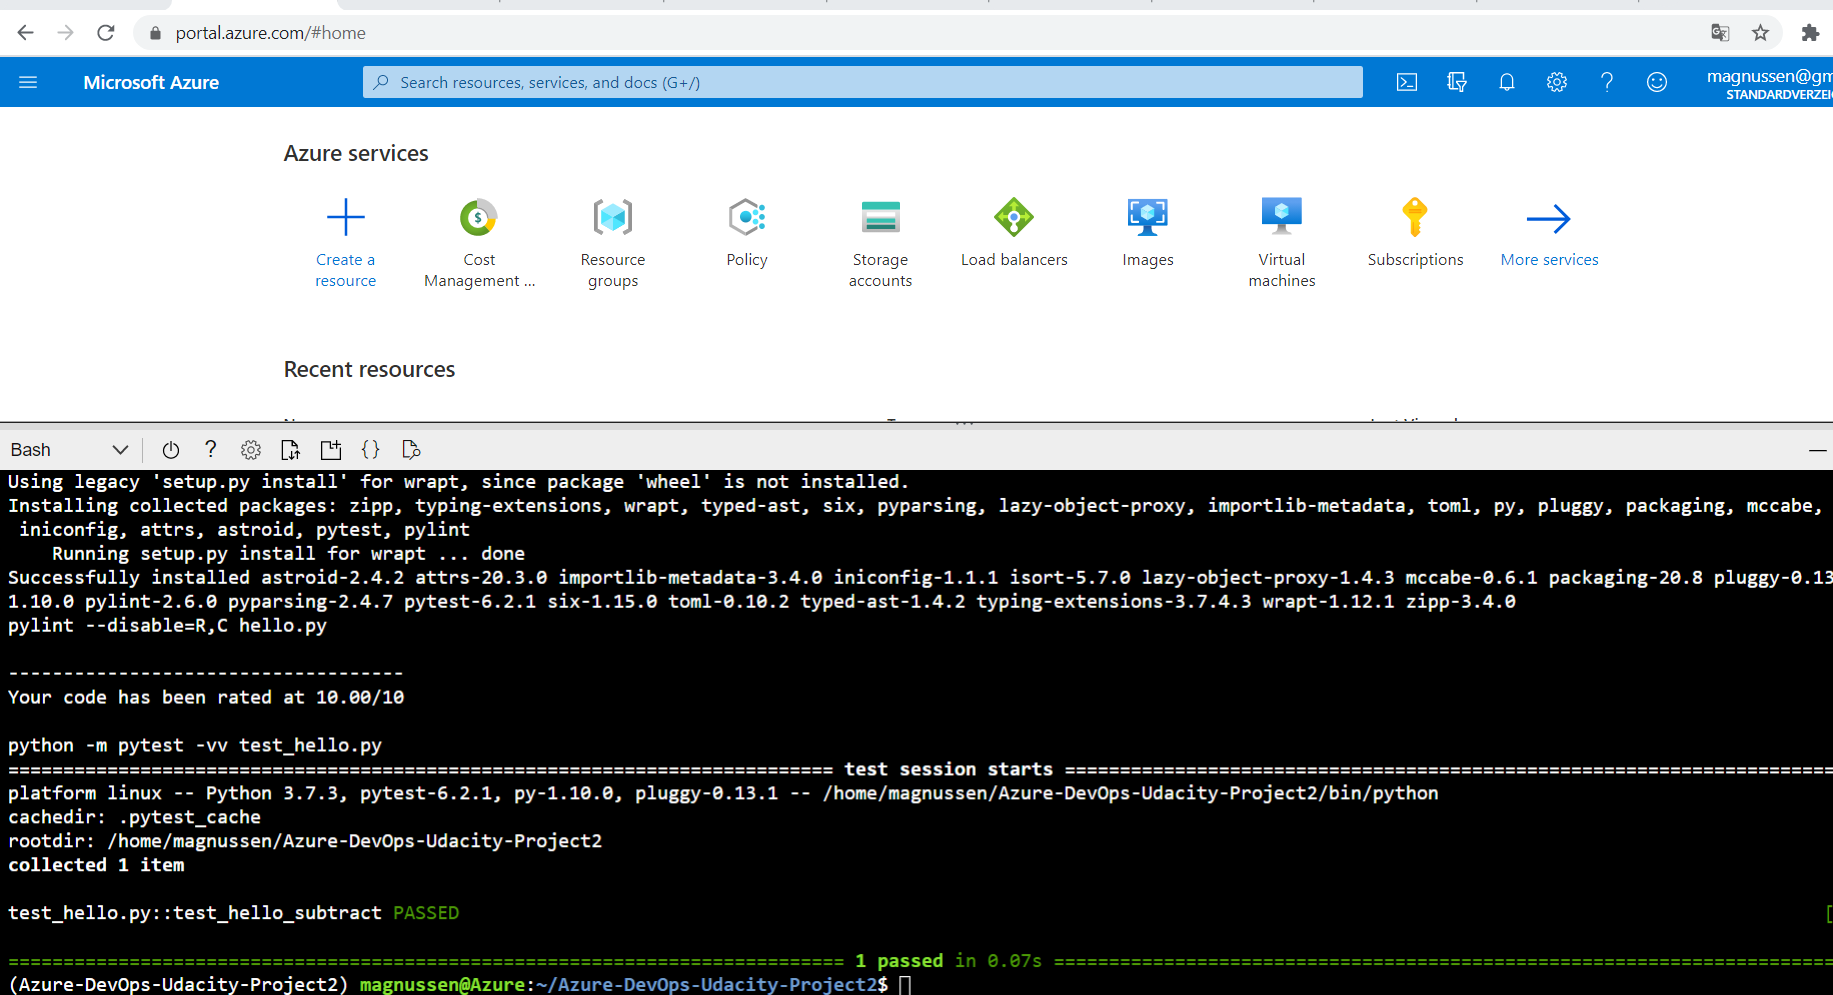 portal.azure.com/#home
Microsoft Azure
Search resources, services, and docs (G+/)
magnussen@gm
STANDARDVERZEI
Azure services
Create a resource
Cost Management ...
Resource groups
Policy
Storage accounts
Load balancers
Images
Virtual machines
Subscriptions
More services
Recent resources
Bash
Using legacy 'setup.py install' for wrapt, since package 'wheel' is not installed.
Installing collected packages: zipp, typing-extensions, wrapt, typed-ast, six, pyparsing, lazy-object-proxy, importlib-metadata, toml, py, pluggy, packaging, mccabe,
iniconfig, attrs, astroid, pytest, pylint
Running setup.py install for wrapt ... done
Successfully installed astroid-2.4.2 attrs-20.3.0 importlib-metadata-3.4.0 iniconfig-1.1.1 isort-5.7.0 lazy-object-proxy-1.4.3 mccabe-0.6.1 packaging-20.8 pluggy-0.13
1.10.0 pylint-2.6.0 pyparsing-2.4.7 pytest-6.2.1 six-1.15.0 toml-0.10.2 typed-ast-1.4.2 typing-extensions-3.7.4.3 wrapt-1.12.1 zipp-3.4.0
pylint --disable=R,C hello.py
------------------------------------
Your code has been rated at 10.00/10
python -m pytest -vv test_hello.py
=========================================================================== test session starts ======================================================================
platform linux -- Python 3.7.3, pytest-6.2.1, py-1.10.0, pluggy-0.13.1 -- /home/magnussen/Azure-DevOps-Udacity-Project2/bin/python
cachedir: .pytest_cache
rootdir: /home/magnussen/Azure-DevOps-Udacity-Project2
collected 1 item
test_hello.py::test_hello_subtract PASSED [
============================================================================ 1 passed in 0.07s =======================================================================
(Azure-DevOps-Udacity-Project2) magnussen@Azure:~/Azure-DevOps-Udacity-Project2$